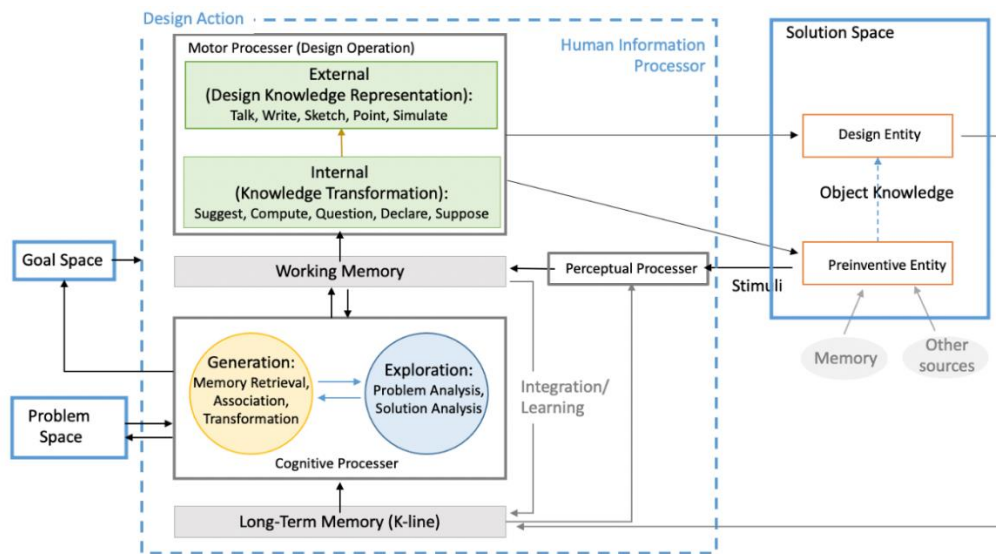 Design Action
Human Information
Processor
Motor Processer (Design Operation)
External
(Design Knowledge Representation):
Talk, Write, Sketch, Point, Simulate
Internal
(Knowledge Transformation):
Suggest, Compute, Question, Declare, Suppose
Solution Space
Design Entity
Object Knowledge
Preinventive Entity
Stimuli
Memory
Other
sources
Goal Space
Working Memory
Perceptual Processer
Generation:
Memory Retrieval,
Association,
Transformation
Exploration:
Problem Analysis,
Solution Analysis
Cognitive Processer
Integration/
Learning
Problem
Space
Long-Term Memory (K-line)